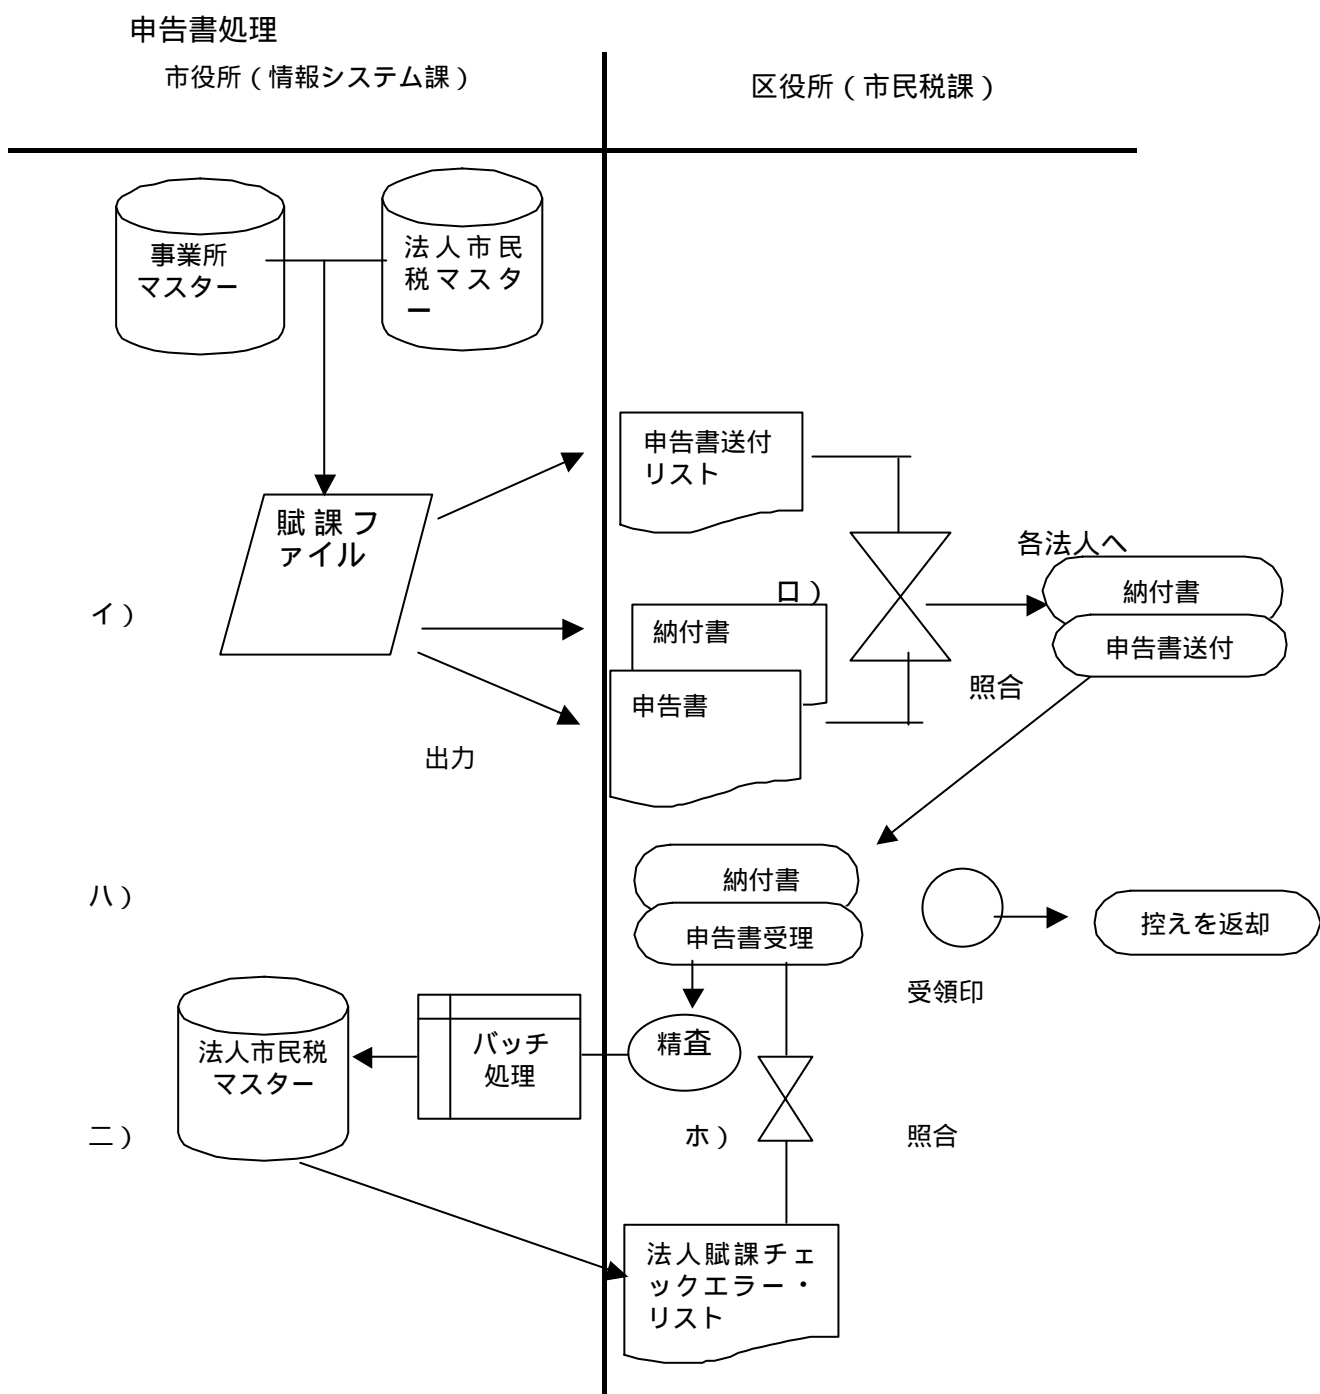 申告書処理
市役所(情報システム課)
区役所(市民税課)
事業所
マスター
法人市民
税マスタ
ー
申告書送付
リスト
賦課フ
ァイル
各法人へ
イ)
ロ)
納付書
納付書
申告書送付
申告書
照合
出力
ハ)
納付書
申告書受理
控えを返却
受領印
法人市民税
マスター
バッチ
処理
精査
ニ)
ホ)
照合
法人賦課チェ
ックエラー・
リスト